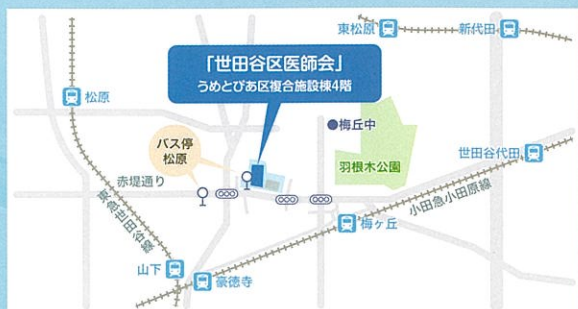 東松原
新代田
「世田谷区医師会」
うめとぴあ区複合施設棟4階
松原
●梅丘中
バス停
松原
世田谷代田
羽根木公園
赤堤通り
東急世田谷線
小田急小田原線
梅ヶ丘
山下
豪徳寺